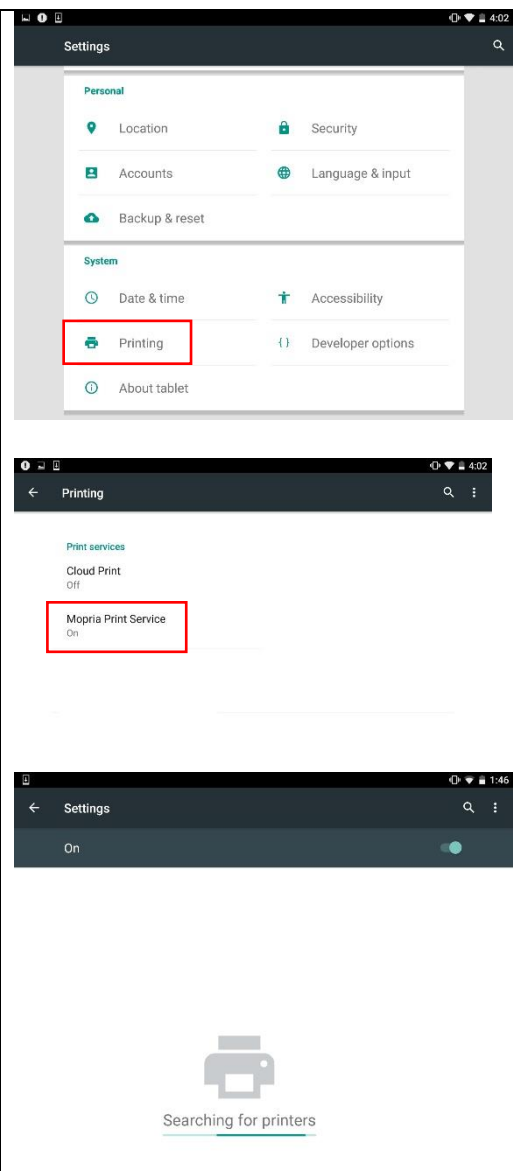 4:02
Settings
Personal
Location Security
Accounts Language & input
Backup & reset
System
Date & time Accessibility
Printing { } Developer options
About tablet
4:02
Printing
Print services
Cloud Print
Off
Mopria Print Service
On
1:46
Settings
On
Searching for printers